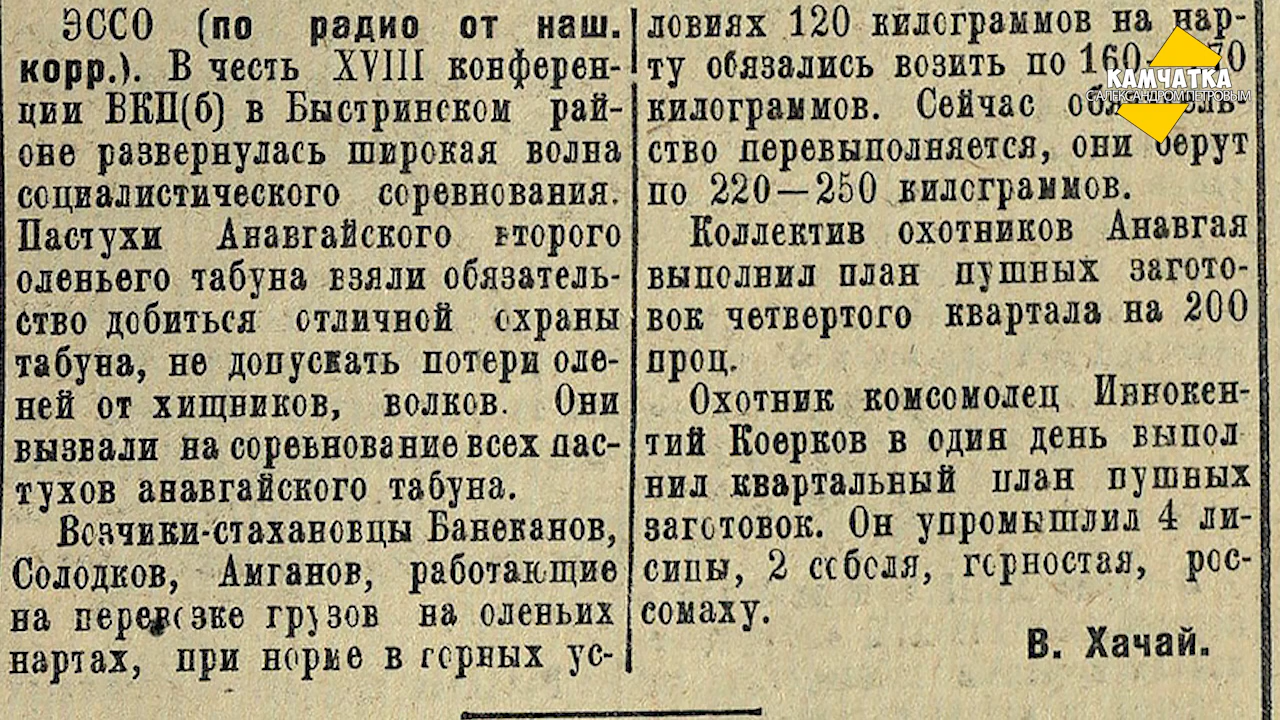 ЭССО (по радио от наш.
корр.). В честь XVIII конферен-
ции ВКП(б) в Быстринском рай-
оне развернулась широкая волна
социалистического соревнования.
Пастухи Анавгайского второго
оленьего табуна взяли обязатель-
ство добиться отличной охраны
табуна, не допускать потери оле-
ней от хищников, волков. Они
вызвали на соревнование всех пас-
тухов анавгайского табуна.
Возчики-стахановцы Банеканов,
Солодков, Амганов, работающие
на перевозке грузов на оленьих
нартах, при норме в горных ус-
ловиях 120 килограммов на нар-
ту обязались возить по
килограммов. Сейчас
ство перевыполняется, они берут
по 220—250 килограммов.
Коллектив охотников Анавгая
выполнил план пушных загото-
вок четвертого квартала на 200
проц.
Охотник комсомолец Иннокен-
тий Коерков в один день выпол
нил квартальный план пушных
заготовок. Он упромышлил 4 ли-
сицы, 2 соболя, горностая, рос-
сомаху.
В. Хачай.
КАМЧАТКА
С АЛЕКСАНДРОМ ПЕТРОВЫМ